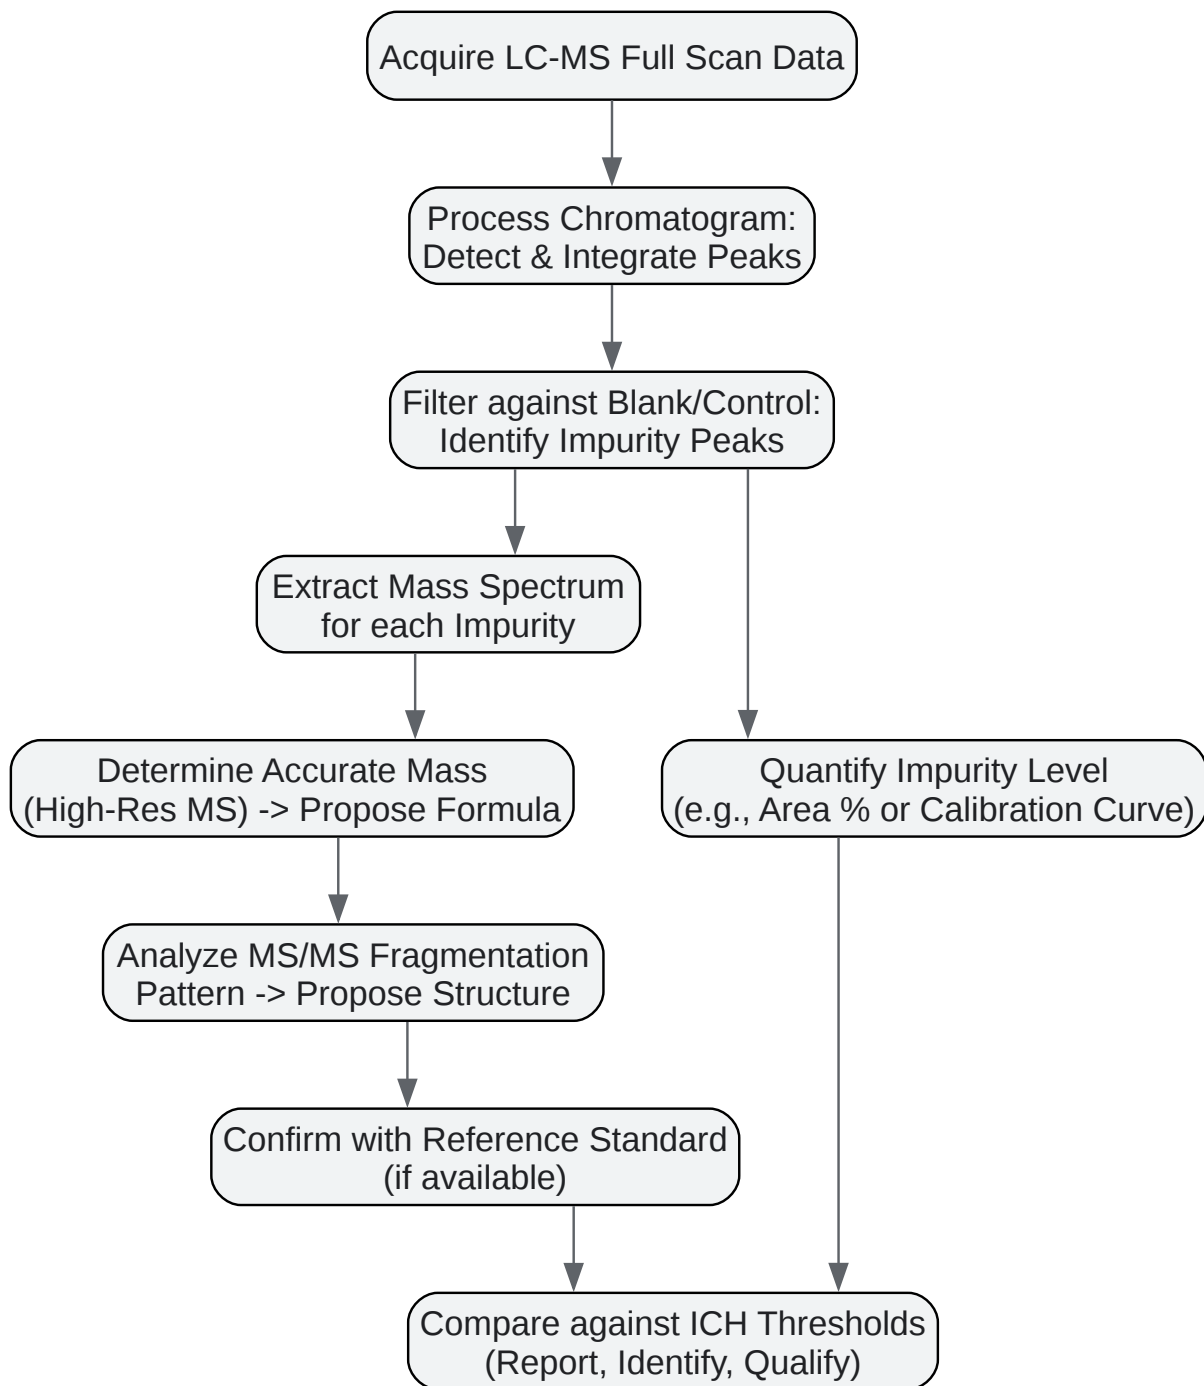 Acquire LC-MS Full Scan Data
Process Chromatogram:
Detect & Integrate Peaks
Filter against Blank/Control:
Identify Impurity Peaks
Extract Mass Spectrum
for each Impurity
Determine Accurate Mass
(High-Res MS) -> Propose Formula
Quantify Impurity Level
(e.g., Area % or Calibration Curve)
Analyze MS/MS Fragmentation
Pattern -> Propose Structure
Confirm with Reference Standard
(if available)
Compare against ICH Thresholds
(Report, Identify, Qualify)